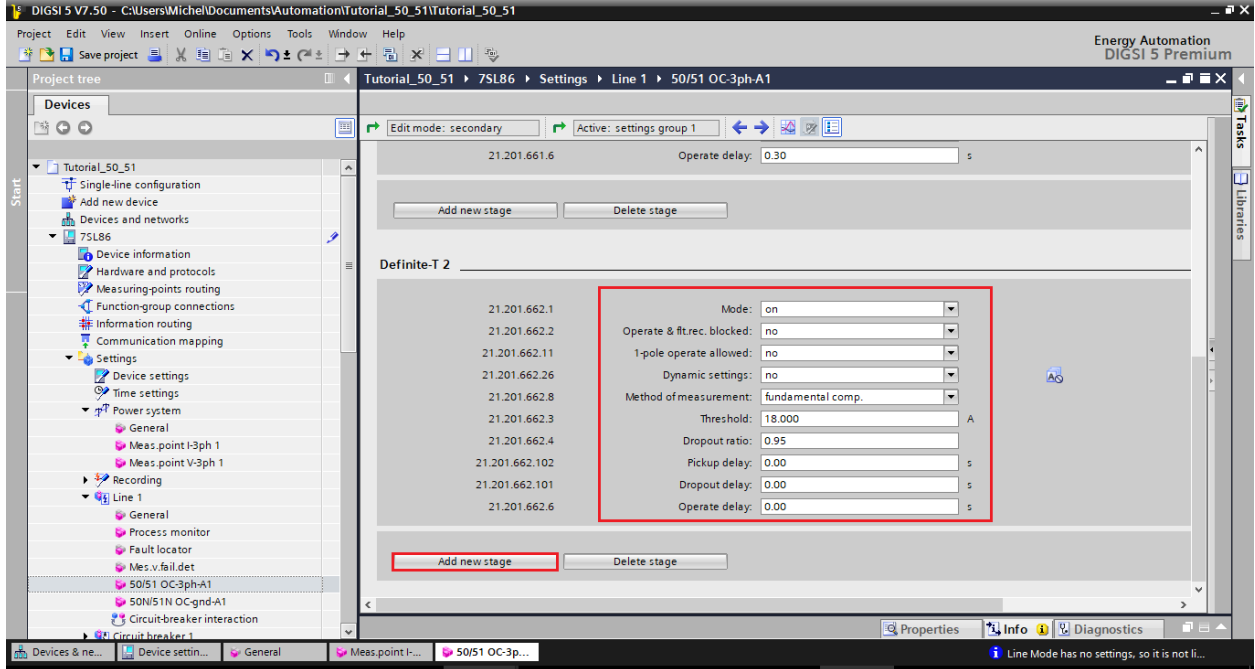 DIGSI 5 V7.50 - C:\Users\Michel\Documents\Automation\Tutorial_50_51\Tutorial_50_51
Project Edit View Insert Online Options Tools Window Help
Energy Automation
DIGSI 5 Premium
Save project
Project tree
Tutorial_50_51 ▸ 7SL86 ▸ Settings ▸ Line 1 ▸ 50/51 OC-3ph-A1
Devices
Edit mode: secondary
Active: settings group 1
Start
Tutorial_50_51
Single-line configuration
Add new device
Devices and networks
7SL86
Device information
Hardware and protocols
Measuring-points routing
Function-group connections
Information routing
Communication mapping
Settings
Device settings
Time settings
Power system
General
Meas.point I-3ph 1
Meas.point V-3ph 1
Recording
Line 1
General
Process monitor
Fault locator
Mes.v.fail.det
50/51 OC-3ph-A1
50N/51N OC-gnd-A1
Circuit-breaker interaction
Circuit breaker 1
21.201.661.6 Operate delay: 0.30 s
Add new stage Delete stage
Definite-T 2
21.201.662.1 Mode: on
21.201.662.2 Operate & flt.rec. blocked: no
21.201.662.11 1-pole operate allowed: no
21.201.662.26 Dynamic settings: no
21.201.662.8 Method of measurement: fundamental comp.
21.201.662.3 Threshold: 18.000 A
21.201.662.4 Dropout ratio: 0.95
21.201.662.102 Pickup delay: 0.00 s
21.201.662.101 Dropout delay: 0.00 s
21.201.662.6 Operate delay: 0.00 s
Add new stage Delete stage
Tasks
Libraries
Properties Info Diagnostics
Devices & ne... Device settin... General Meas.point I-... 50/51 OC-3p...
Line Mode has no settings, so it is not li...